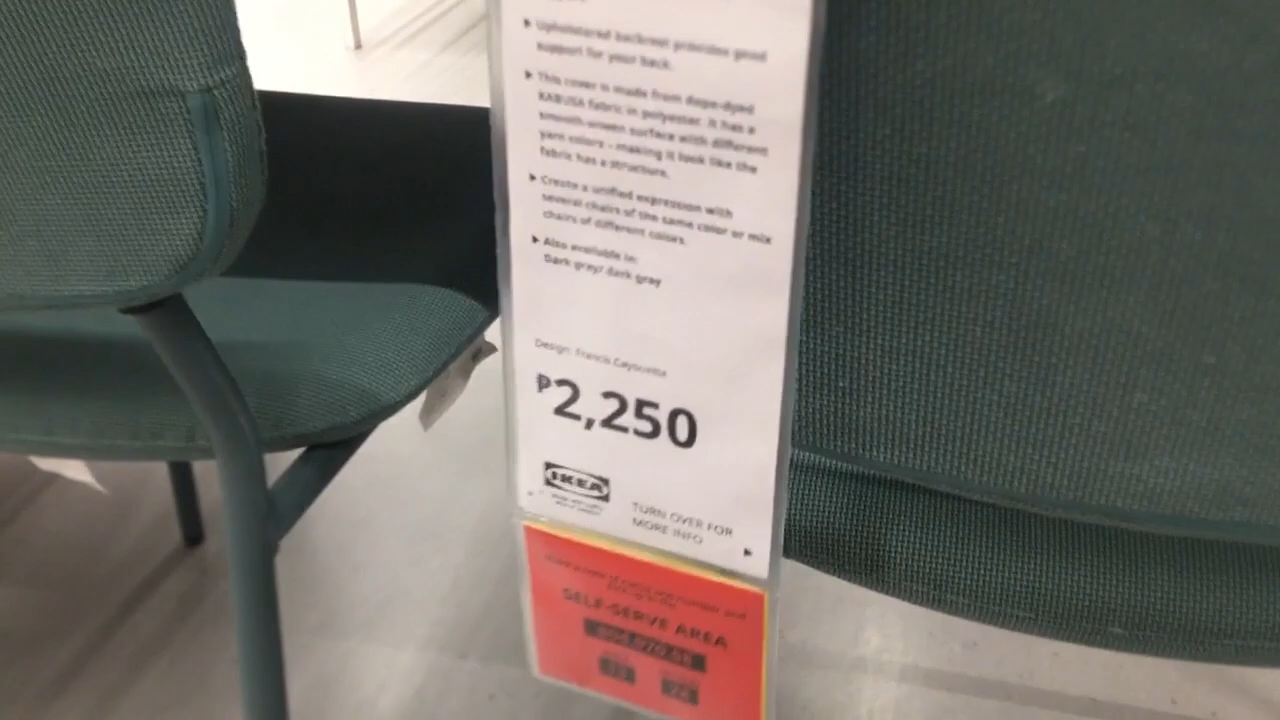 ▶ Upholstered backrest provides good
support for your back.
▶ This cover is made from dope-dyed
KABUSA fabric in polyester. It has a
smooth-woven surface with different
yarn colors – making it look like the
fabric has a structure.
▶ Create a unified expression with
several chairs of the same color or mix
chairs of different colors.
▶ Also available in:
Dark grey/ dark grey
Design: Francis Cayouette
₱2,250
IKEA
TURN OVER FOR
MORE INFO
▶
SELF-SERVE AREA